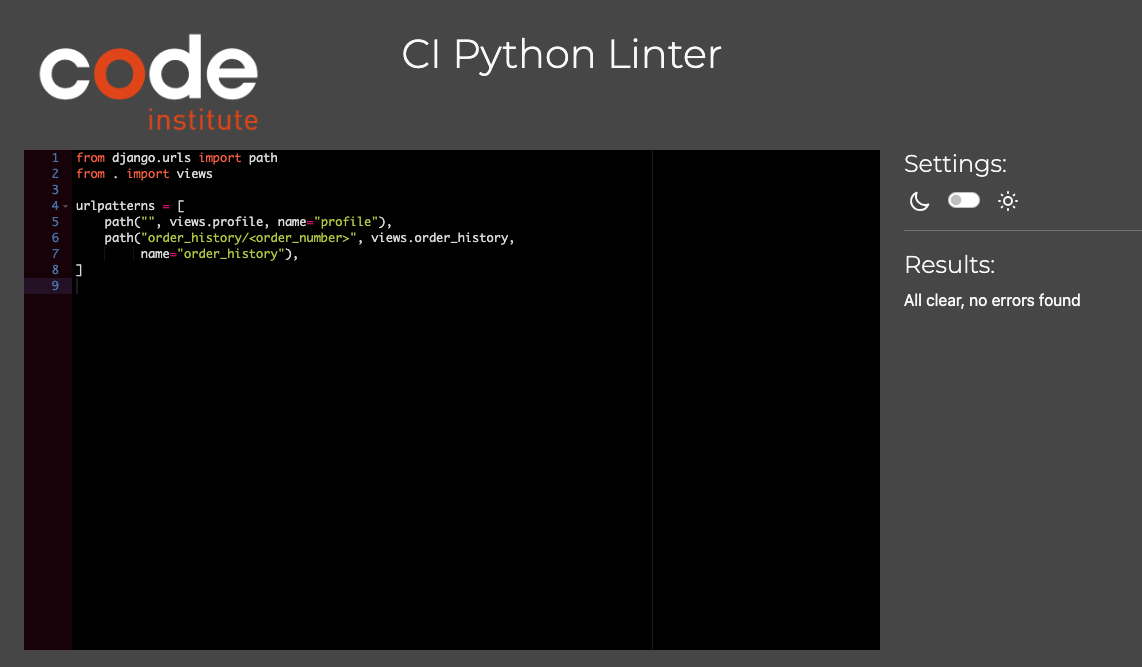 code
institute
CI Python Linter
1 from django.urls import path
2 from . import views
3
4 urlpatterns = [
5     path("", views.profile, name="profile"),
6     path("order_history/<order_number>", views.order_history,
7          name="order_history"),
8 ]
9
Settings:
Results:
All clear, no errors found